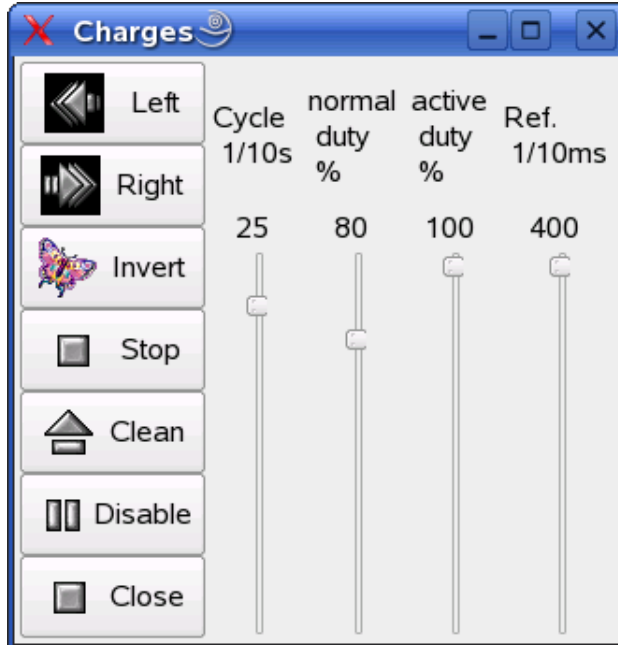 Charges
Left
Right
Invert
Stop
Clean
Disable
Close
Cycle
1/10s
normal
duty
%
active
duty
%
Ref.
1/10ms
25
80
100
400